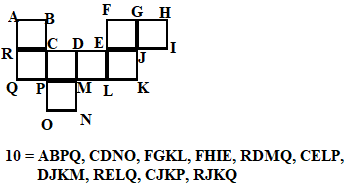 F G H
A B
R C D E J I
Q P M L K
O N
10 = ABPQ, CDNO, FGKL, FHIE, RDMQ, CELP,
DJKM, RELQ, CJKP, RJKQ